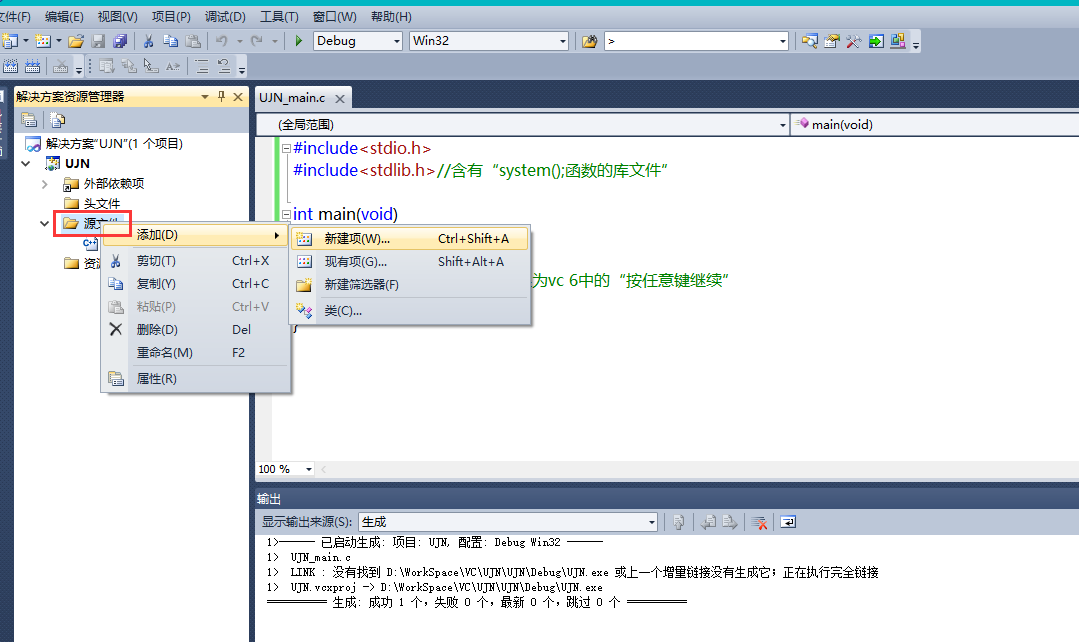 文件(F) 编辑(E) 视图(V) 项目(P) 调试(D) 工具(T) 窗口(W) 帮助(H)
Debug Win32 >
解决方案资源管理器
UJN_main.c
(全局范围) main(void)
解决方案"UJN"(1 个项目)
UJN
外部依赖项
头文件
源文件
资源
#include<stdio.h>
#include<stdlib.h>//含有“system();函数的库文件”
int main(void)
为vc 6中的“按任意键继续”
}
添加(D)
剪切(T) Ctrl+X
复制(Y) Ctrl+C
粘贴(P) Ctrl+V
删除(D) Del
重命名(M) F2
属性(R)
新建项(W)... Ctrl+Shift+A
现有项(G)... Shift+Alt+A
新建筛选器(F)
类(C)...
100 %
输出
显示输出来源(S): 生成
1>------ 已启动生成: 项目: UJN, 配置: Debug Win32 ------
1> UJN_main.c
1> LINK : 没有找到 D:\WorkSpace\VC\UJN\UJN\Debug\UJN.exe 或上一个增量链接没有生成它；正在执行完全链接
1> UJN.vcxproj -> D:\WorkSpace\VC\UJN\UJN\Debug\UJN.exe
========== 生成: 成功 1 个，失败 0 个，最新 0 个，跳过 0 个 ==========